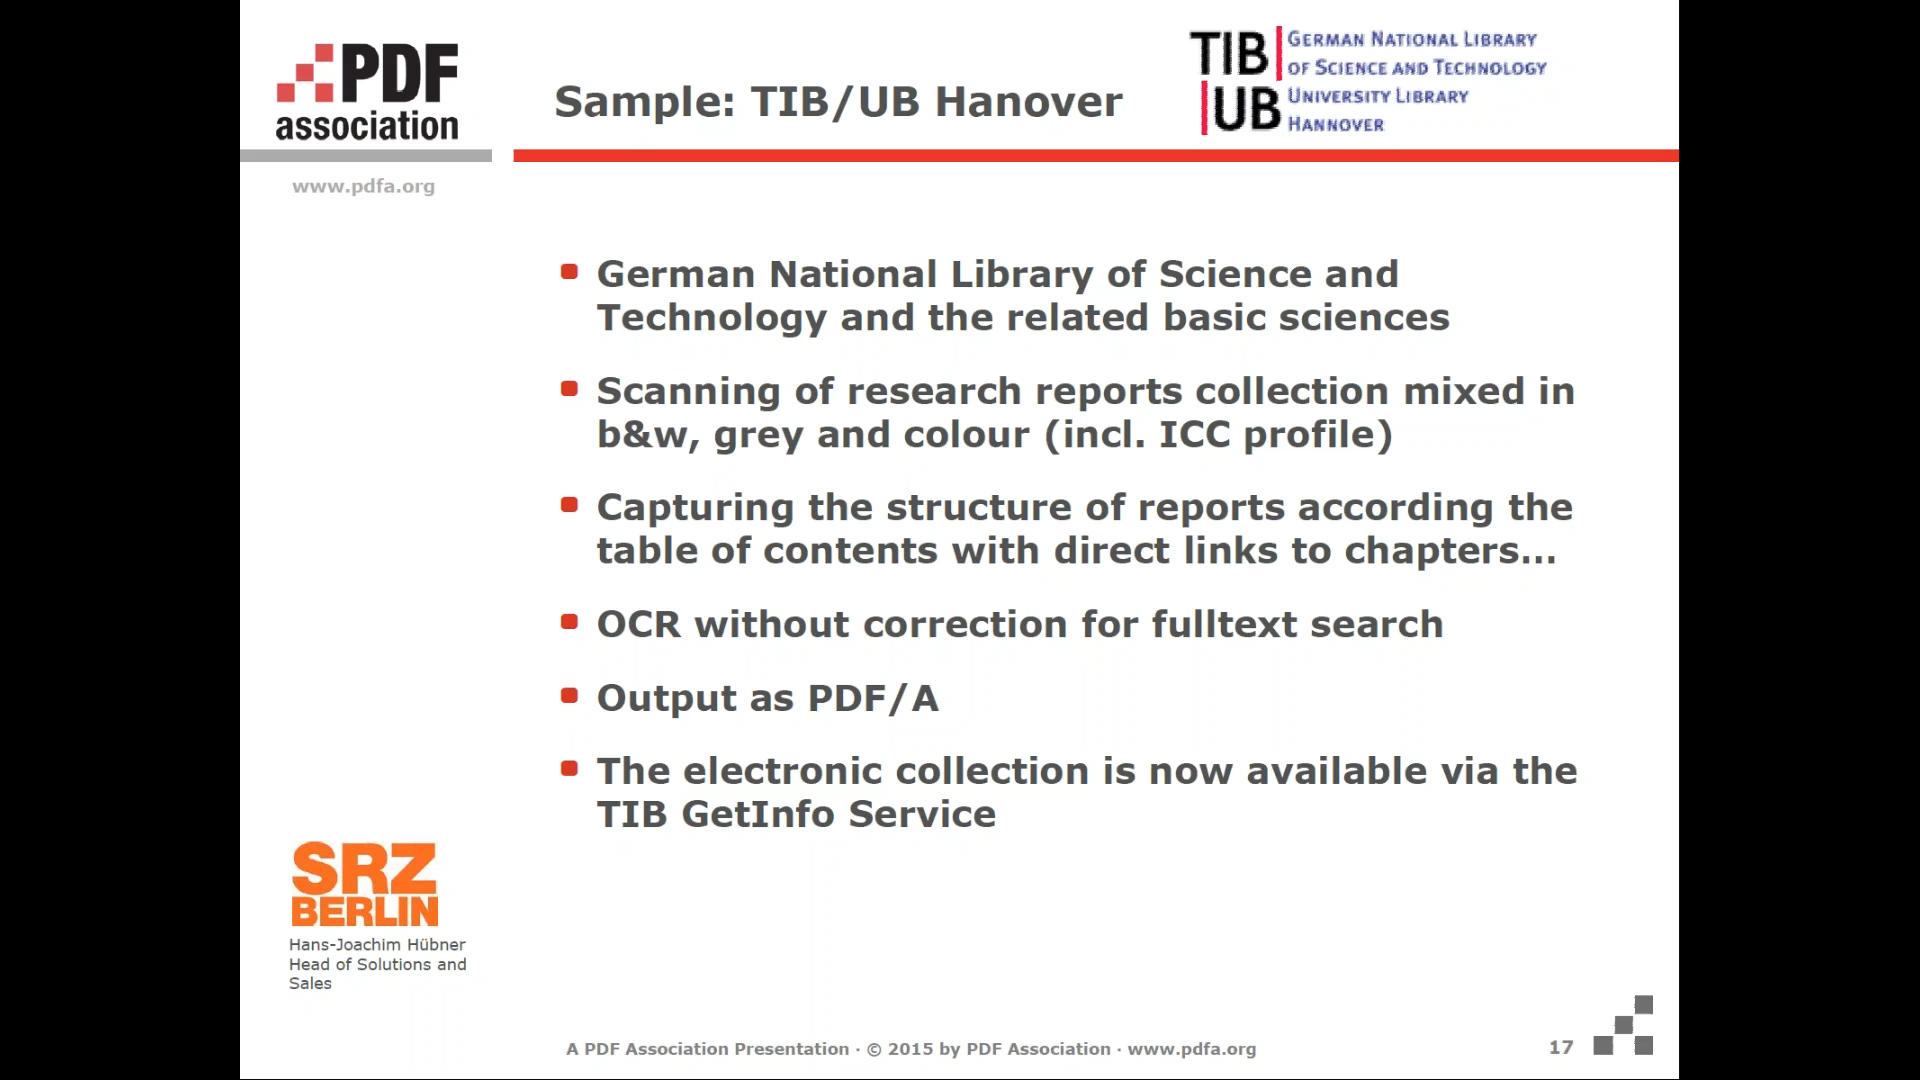 PDF
association
www.pdfa.org
Sample: TIB/UB Hanover
TIB
UB
GERMAN NATIONAL LIBRARY
OF SCIENCE AND TECHNOLOGY
UNIVERSITY LIBRARY
HANNOVER
German National Library of Science and
Technology and the related basic sciences
Scanning of research reports collection mixed in
b&w, grey and colour (incl. ICC profile)
Capturing the structure of reports according the
table of contents with direct links to chapters…
OCR without correction for fulltext search
Output as PDF/A
The electronic collection is now available via the
TIB GetInfo Service
SRZ
BERLIN
Hans-Joachim Hübner
Head of Solutions and
Sales
A PDF Association Presentation · © 2015 by PDF Association · www.pdfa.org
17